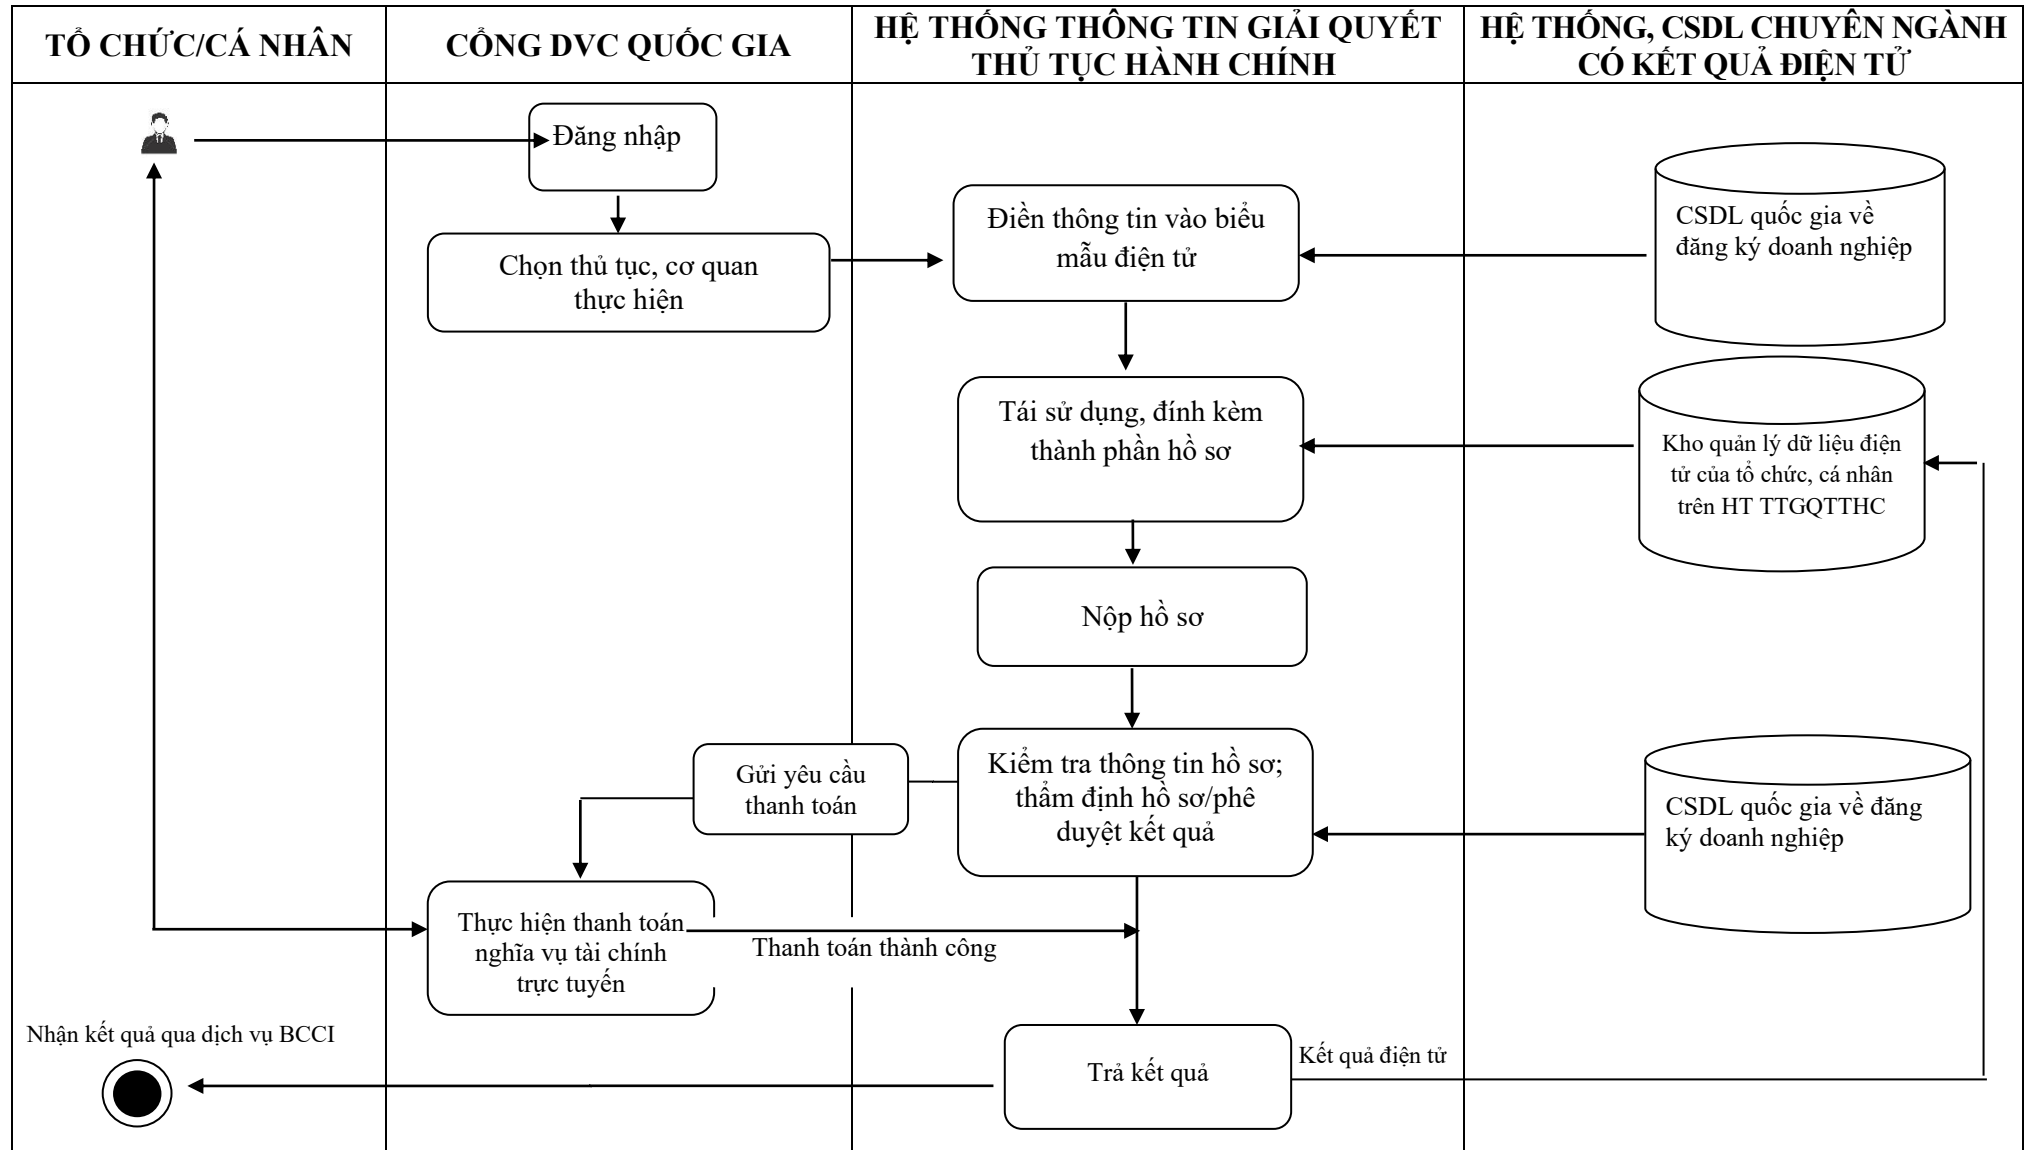 TỔ CHỨC/CÁ NHÂN
CỔNG DVC QUỐC GIA
HỆ THỐNG THÔNG TIN GIẢI QUYẾT
THỦ TỤC HÀNH CHÍNH
HỆ THỐNG, CSDL CHUYÊN NGÀNH
CÓ KẾT QUẢ ĐIỆN TỬ
Đăng nhập
Chọn thủ tục, cơ quan
thực hiện
Điền thông tin vào biểu
mẫu điện tử
CSDL quốc gia về
đăng ký doanh nghiệp
Tái sử dụng, đính kèm
thành phần hồ sơ
Kho quản lý dữ liệu điện
tử của tổ chức, cá nhân
trên HT TTGQTTHC
Nộp hồ sơ
Gửi yêu cầu
thanh toán
Kiểm tra thông tin hồ sơ;
thẩm định hồ sơ/phê
duyệt kết quả
CSDL quốc gia về đăng
ký doanh nghiệp
Thực hiện thanh toán
nghĩa vụ tài chính
trực tuyến
Thanh toán thành công
Nhận kết quả qua dịch vụ BCCI
Trả kết quả
Kết quả điện tử